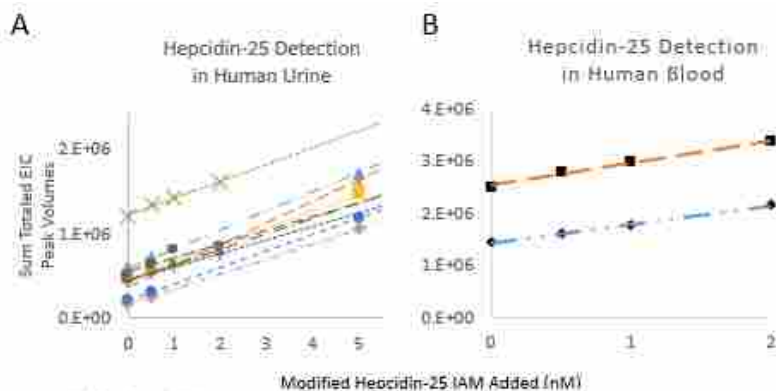 A
Hepcidin-25 Detection
in Human Urine
Sum Totaled EIC
Peak Volumes
2.E+06
1.E+06
0.E+00
0 1 2 3 4 5
B
Hepcidin-25 Detection
in Human Blood
4.E+06
3.E+06
2.E+06
1.E+06
0.E+00
0 1 2
Modified Hepcidin-25 IAM Added (nM)